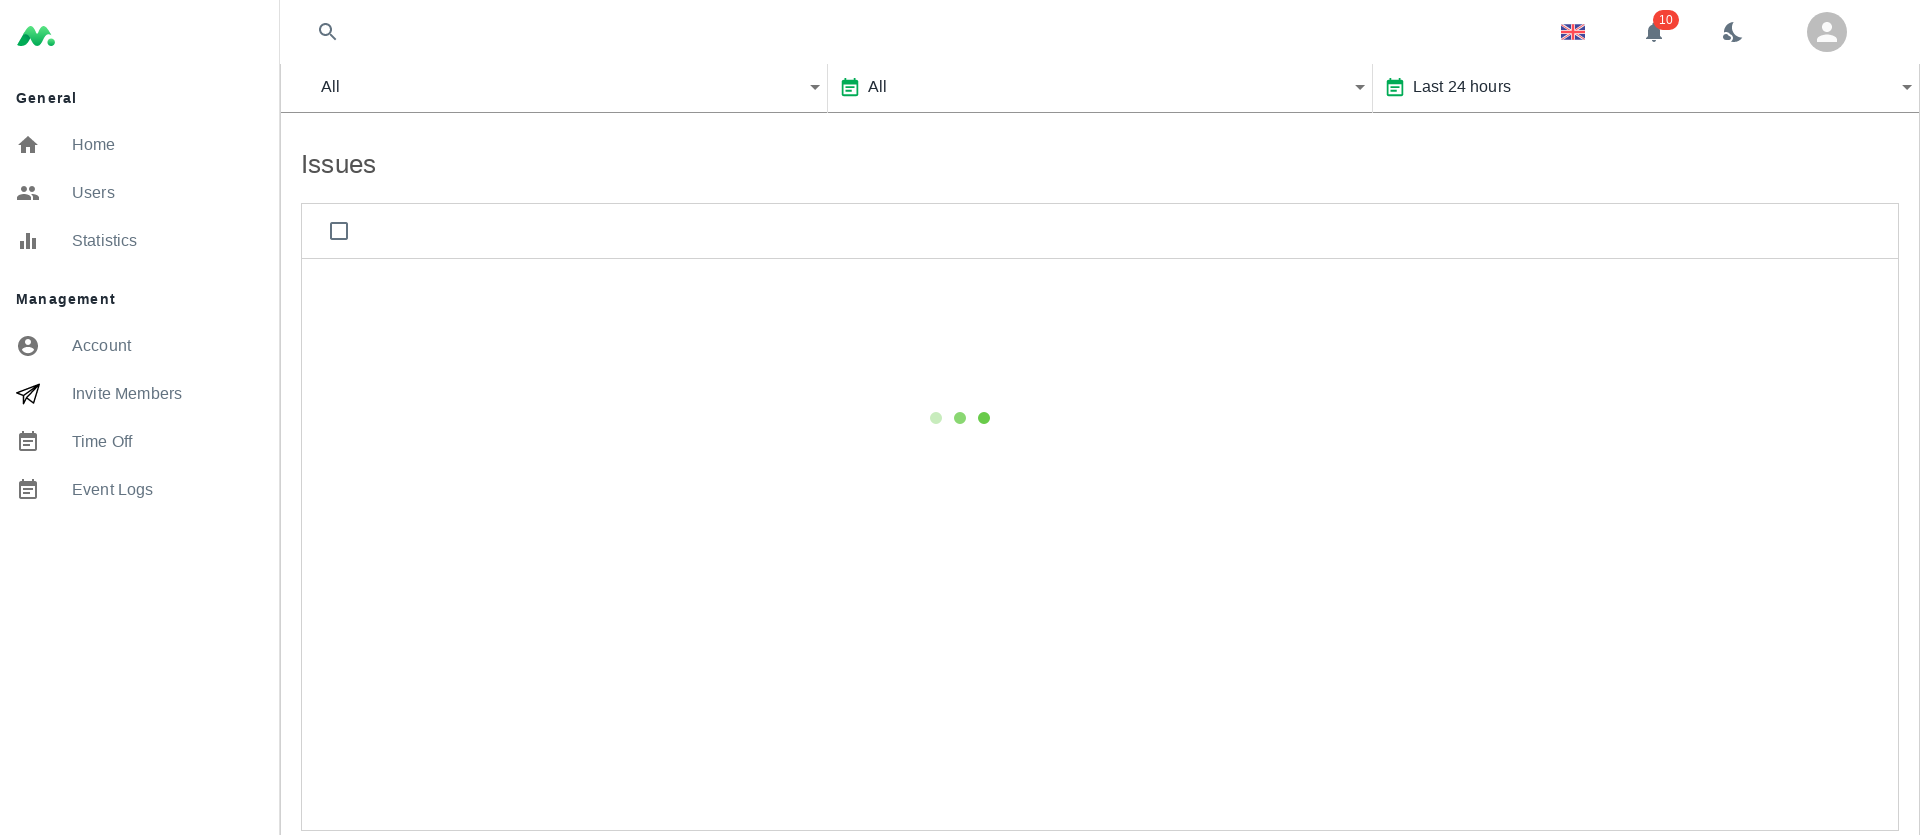 10
All
All
Last 24 hours
General
Home
Users
Statistics
Management
Account
Invite Members
Time Off
Event Logs
Issues